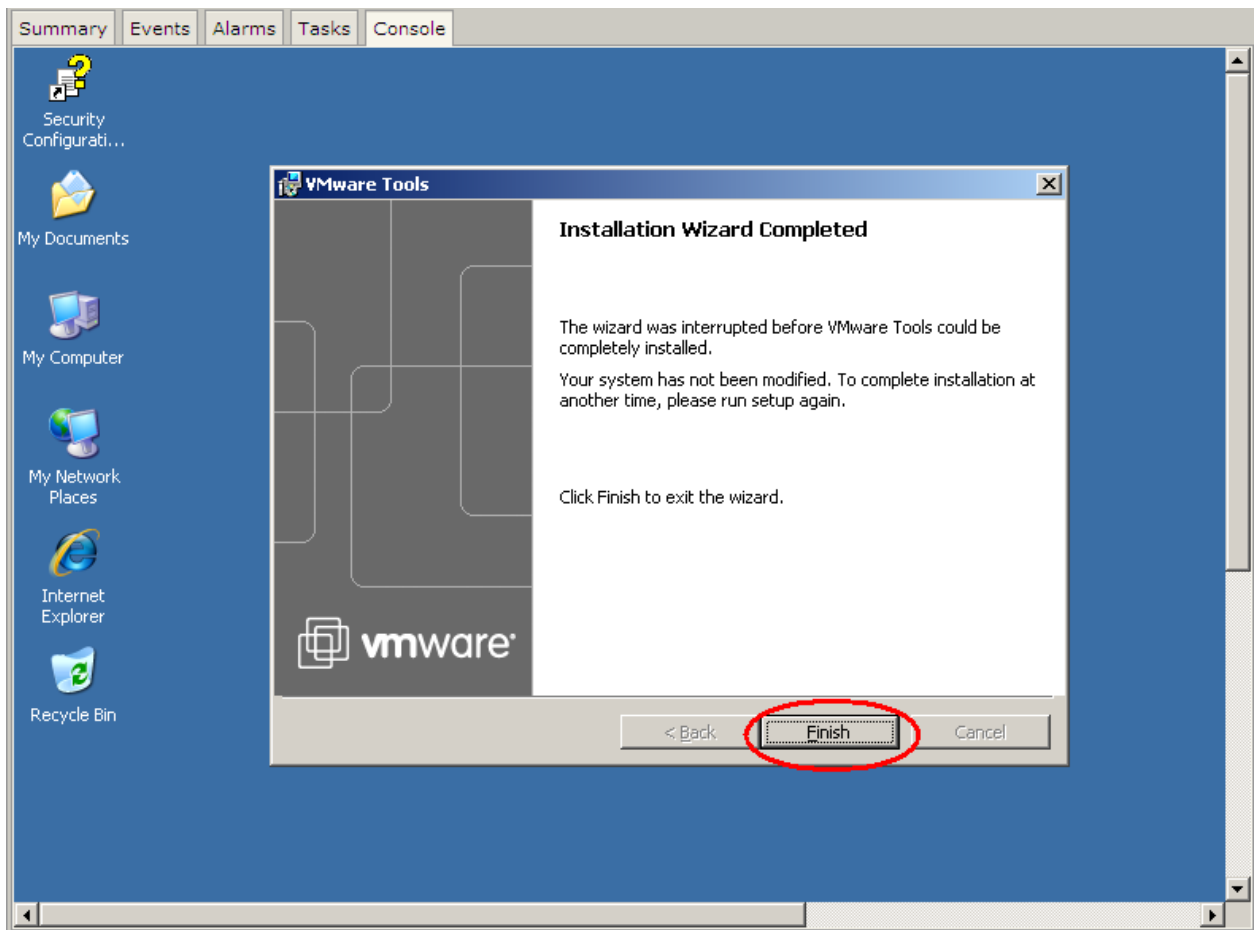 Summary Events Alarms Tasks Console
Security
Configurati...
My Documents
My Computer
My Network
Places
Internet
Explorer
Recycle Bin
VMware Tools
Installation Wizard Completed
The wizard was interrupted before VMware Tools could be
completely installed.
Your system has not been modified. To complete installation at
another time, please run setup again.
Click Finish to exit the wizard.
vmware
< Back Finish Cancel